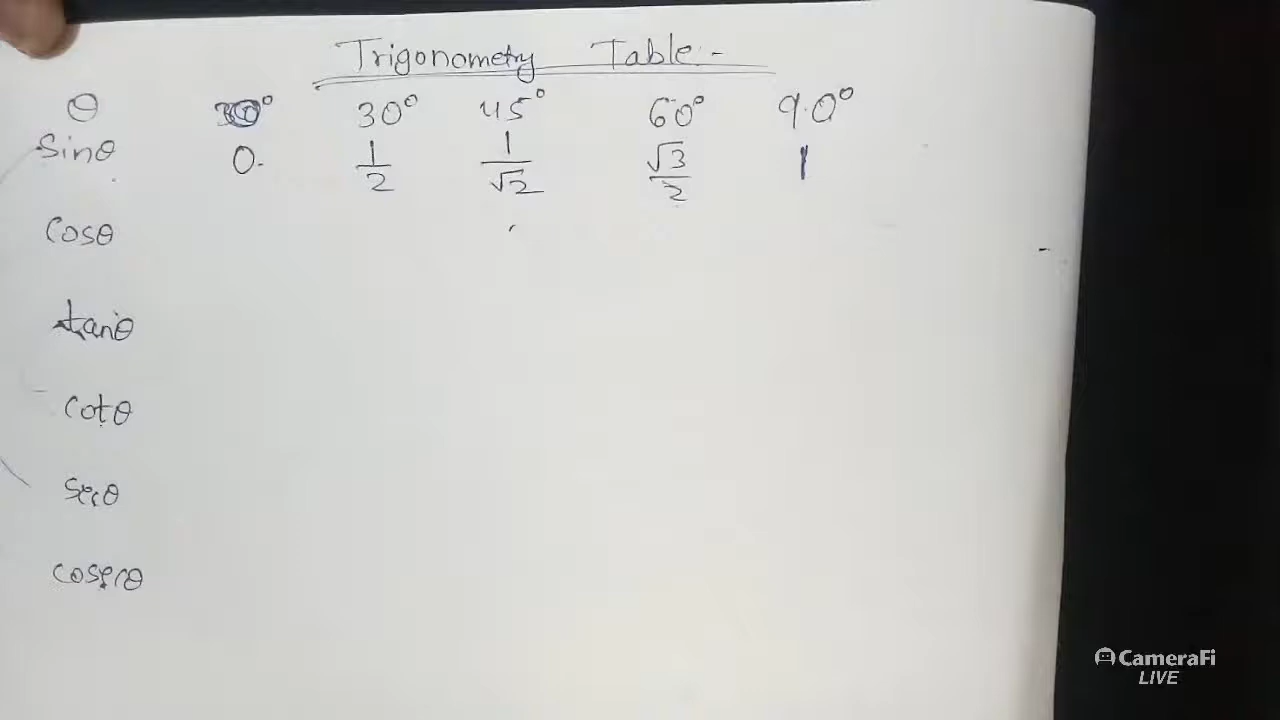 Trigonometry Table:-
θ 0° 30° 45° 60° 90°
Sinθ 0 1/2 1/√2 √3/2 1
Cosθ
tanθ
Cotθ
Secθ
Cosecθ
CameraFi
LIVE